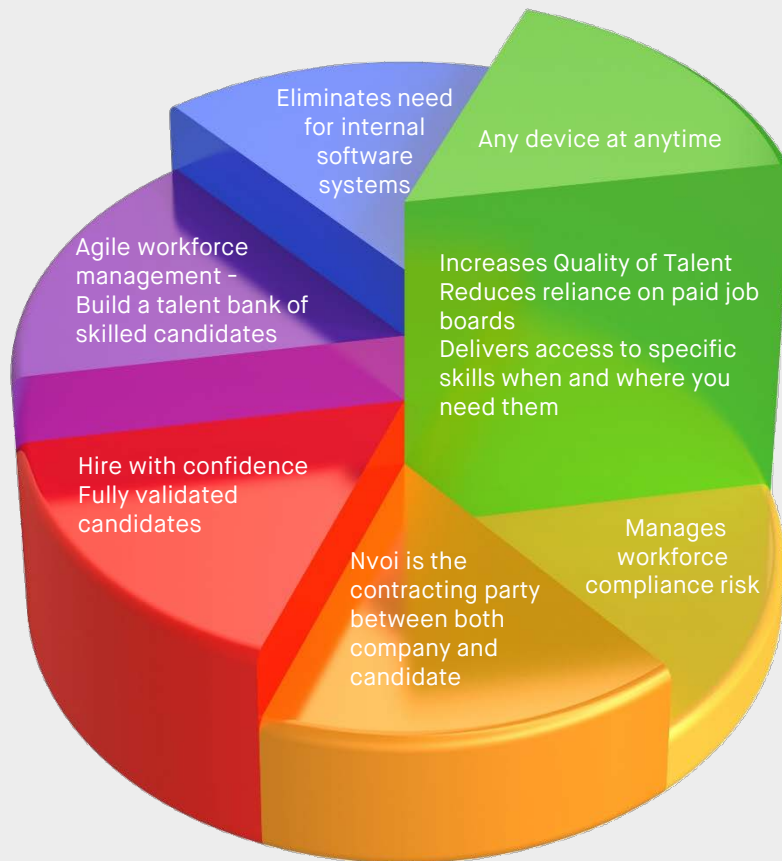 Eliminates need
for internal
software
systems
Any device at anytime
Agile workforce
management -
Build a talent bank of
skilled candidates
Increases Quality of Talent
Reduces reliance on paid job
boards
Delivers access to specific
skills when and where you
need them
Hire with confidence
Fully validated
candidates
Nvoi is the
contracting party
between both
company and
candidate
Manages
workforce
compliance risk